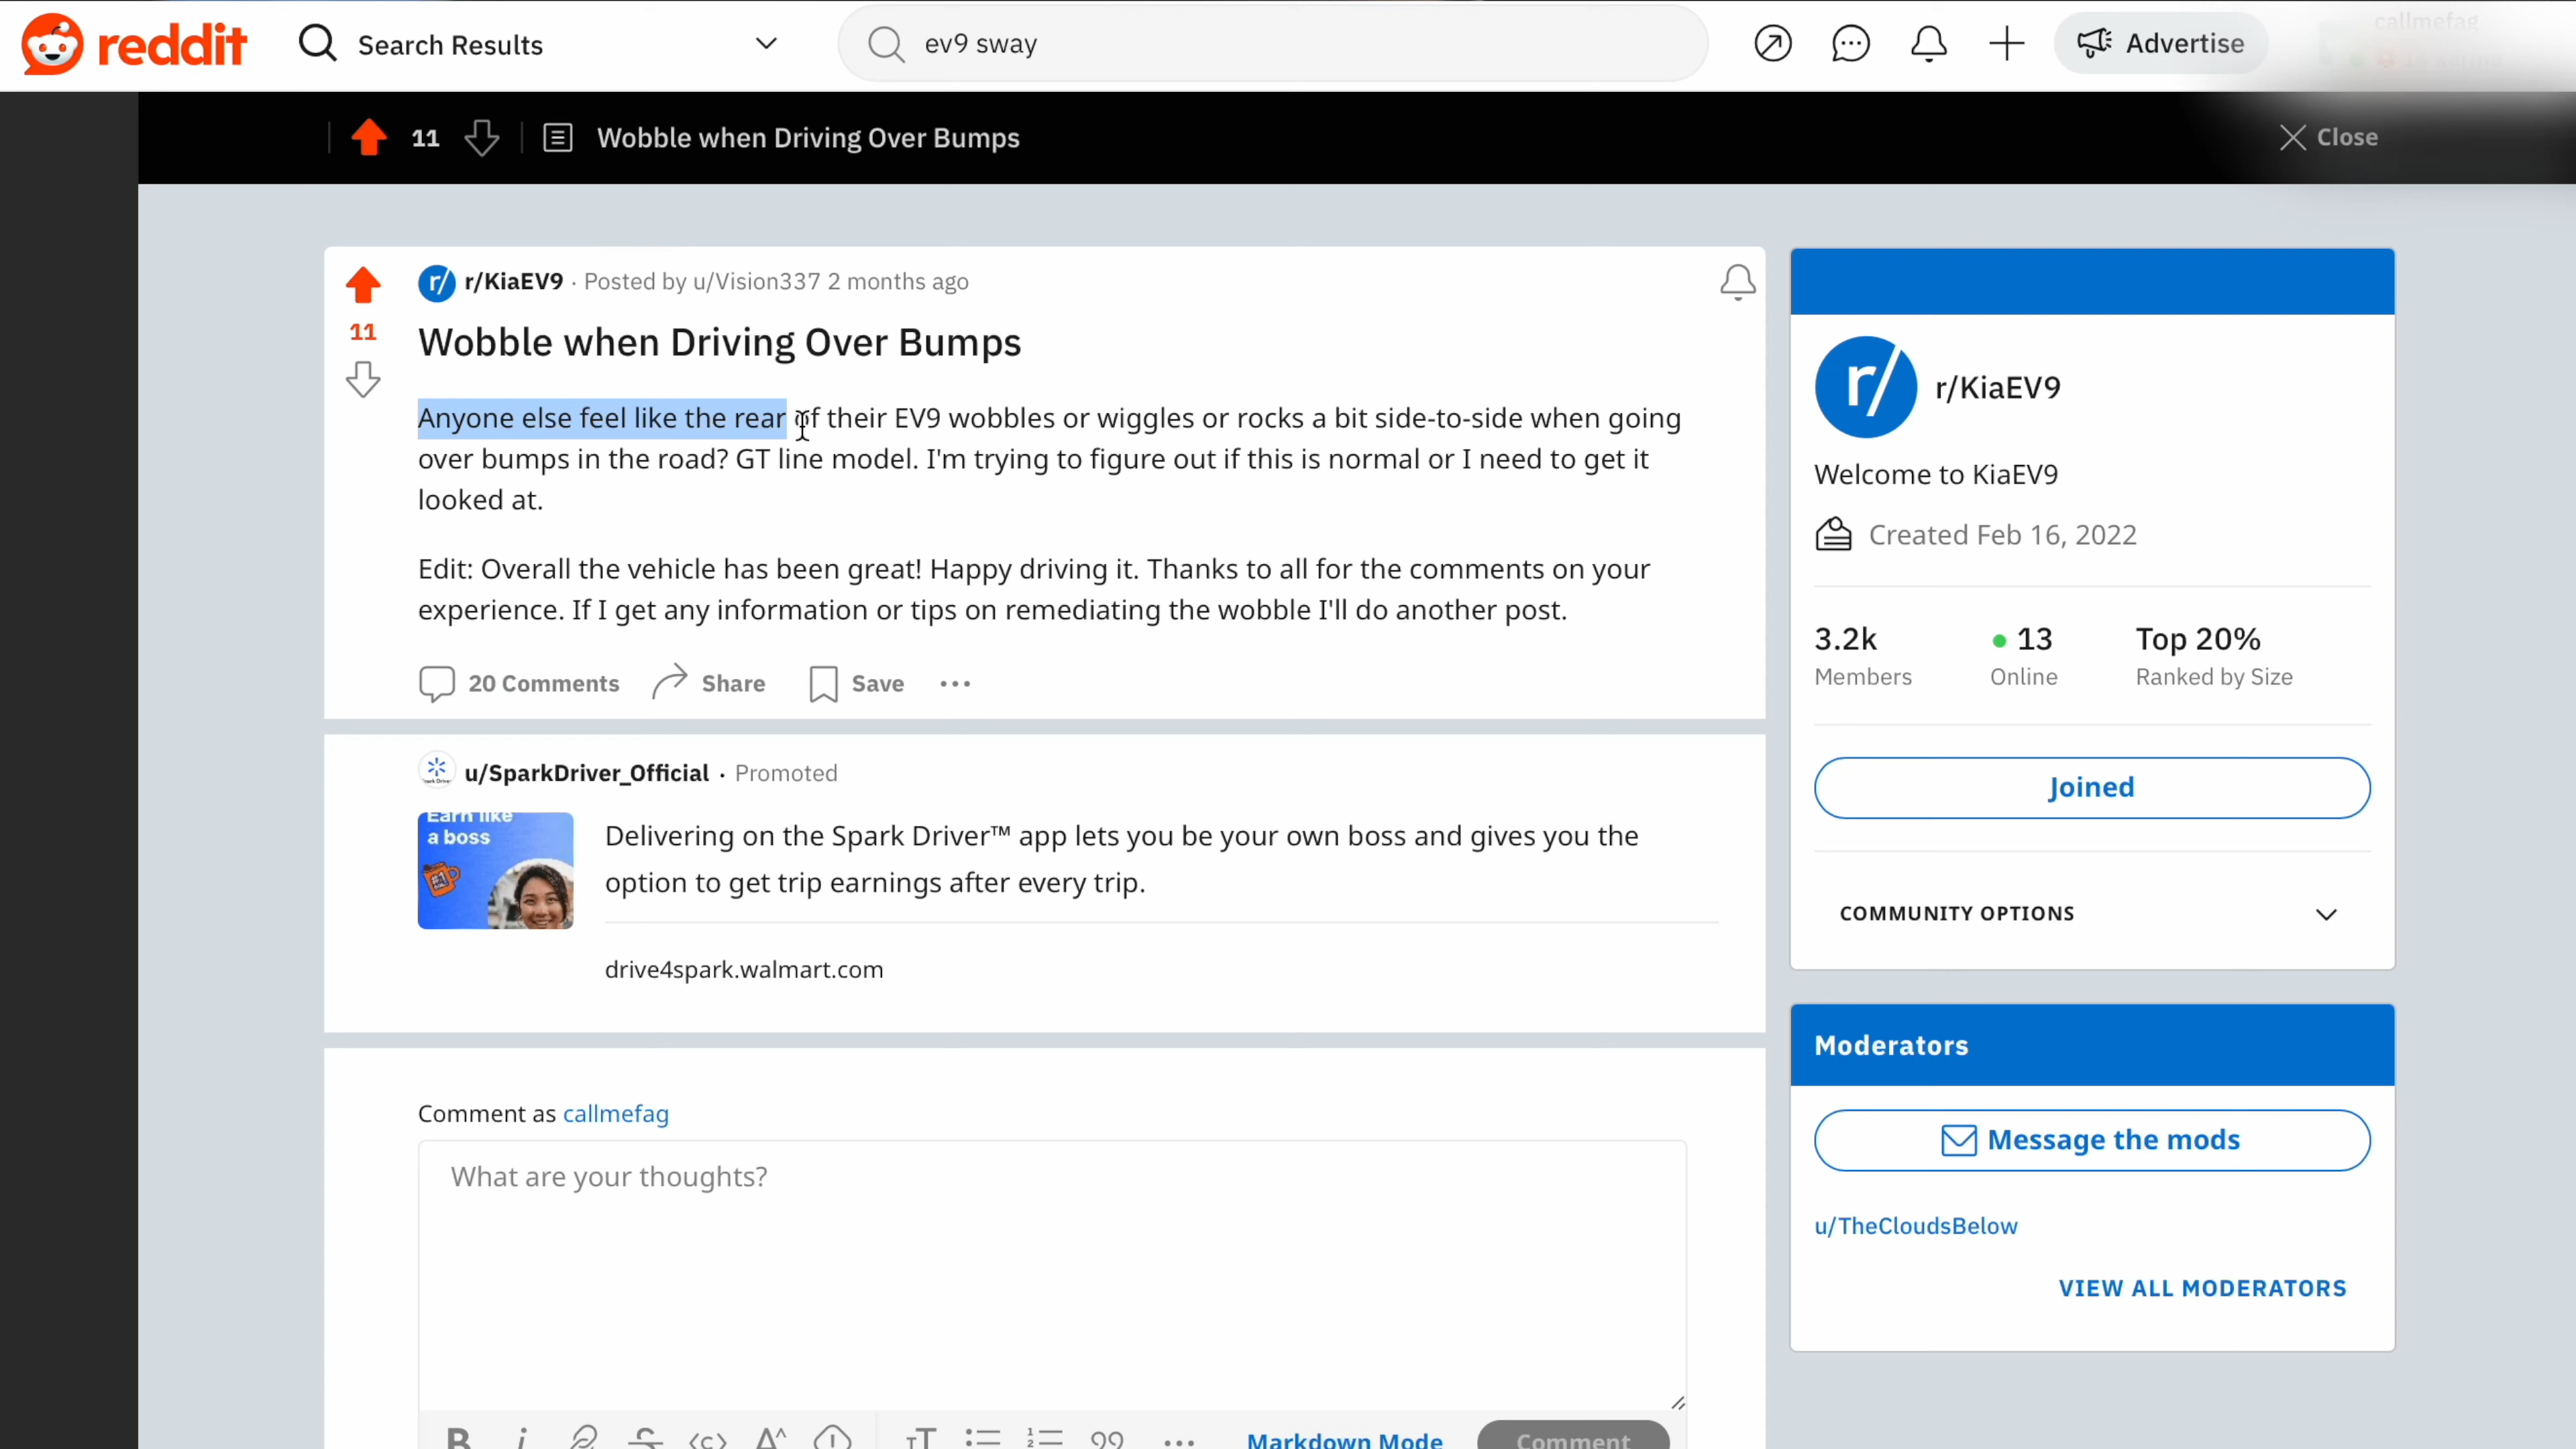 reddit
Search Results
ev9 sway
Advertise
callmefag
11
Wobble when Driving Over Bumps
Close
r/KiaEV9 · Posted by u/Vision337 2 months ago
11
Wobble when Driving Over Bumps
Anyone else feel like the rear of their EV9 wobbles or wiggles or rocks a bit side-to-side when going
over bumps in the road? GT line model. I'm trying to figure out if this is normal or I need to get it
looked at.
Edit: Overall the vehicle has been great! Happy driving it. Thanks to all for the comments on your
experience. If I get any information or tips on remediating the wobble I'll do another post.
20 Comments
Share
Save
u/SparkDriver_Official · Promoted
Earn like
a boss
Delivering on the Spark Driver™ app lets you be your own boss and gives you the
option to get trip earnings after every trip.
drive4spark.walmart.com
Comment as callmefag
What are your thoughts?
Markdown Mode
Comment
r/
r/KiaEV9
Welcome to KiaEV9
Created Feb 16, 2022
3.2k
Members
13
Online
Top 20%
Ranked by Size
Joined
COMMUNITY OPTIONS
Moderators
Message the mods
u/TheCloudsBelow
VIEW ALL MODERATORS